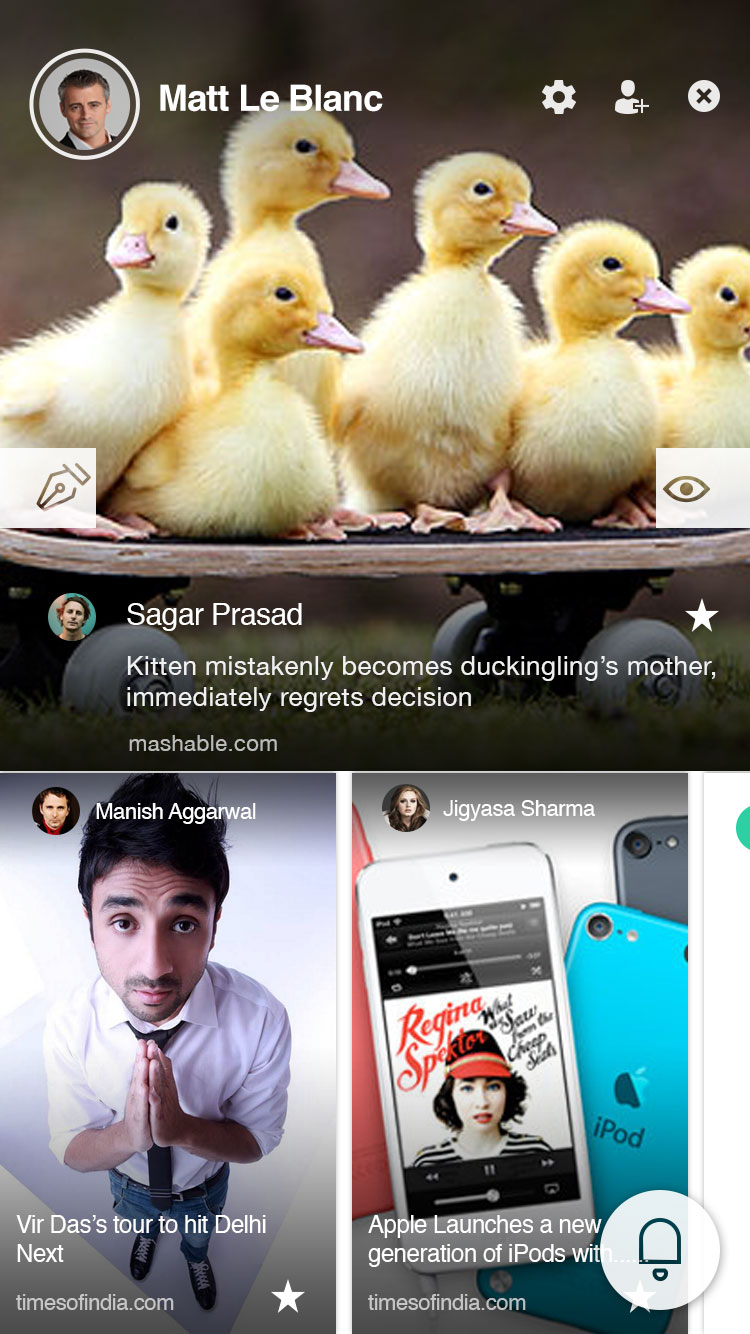 Matt Le Blanc
Sagar Prasad
Kitten mistakenly becomes duckingling's mother,
immediately regrets decision
mashable.com
Manish Aggarwal
Vir Das's tour to hit Delhi
Next
timesofindia.com
Jigyasa Sharma
iPod
Regina
Spektor
What
we Saw
from the
Cheap
Seats
iPod
Apple Launches a new
generation of iPods with......
timesofindia.com